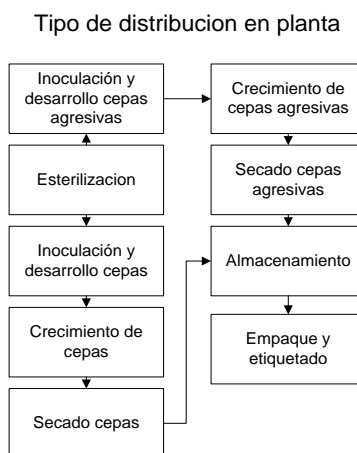 Tipo de distribucion en planta
Inoculación y
desarrollo cepas
agresivas
Esterilizacion
Inoculación y
desarrollo cepas
Crecimiento de
cepas
Secado cepas
Crecimiento de
cepas agresivas
Secado cepas
agresivas
Almacenamiento
Empaque y
etiquetado